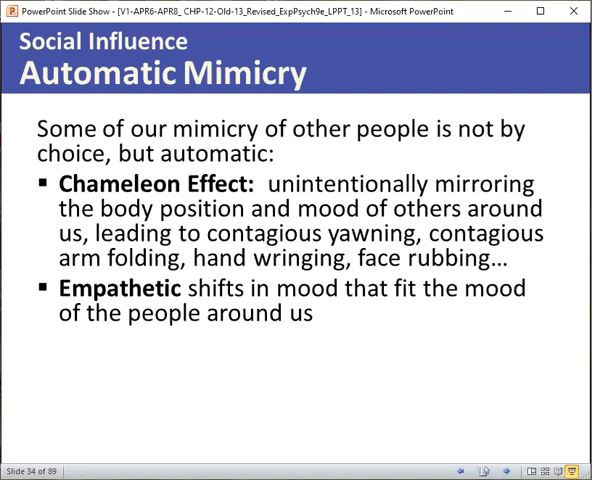 PowerPoint Slide Show - [V1-APR6-APR8_ CHP-12-Old-13_Revised_ExpPsych9e_LPPT_13] - Microsoft PowerPoint
Social Influence
Automatic Mimicry
Some of our mimicry of other people is not by
choice, but automatic:
▪ Chameleon Effect: unintentionally mirroring
the body position and mood of others around
us, leading to contagious yawning, contagious
arm folding, hand wringing, face rubbing…
▪ Empathetic shifts in mood that fit the mood
of the people around us
Slide 34 of 89